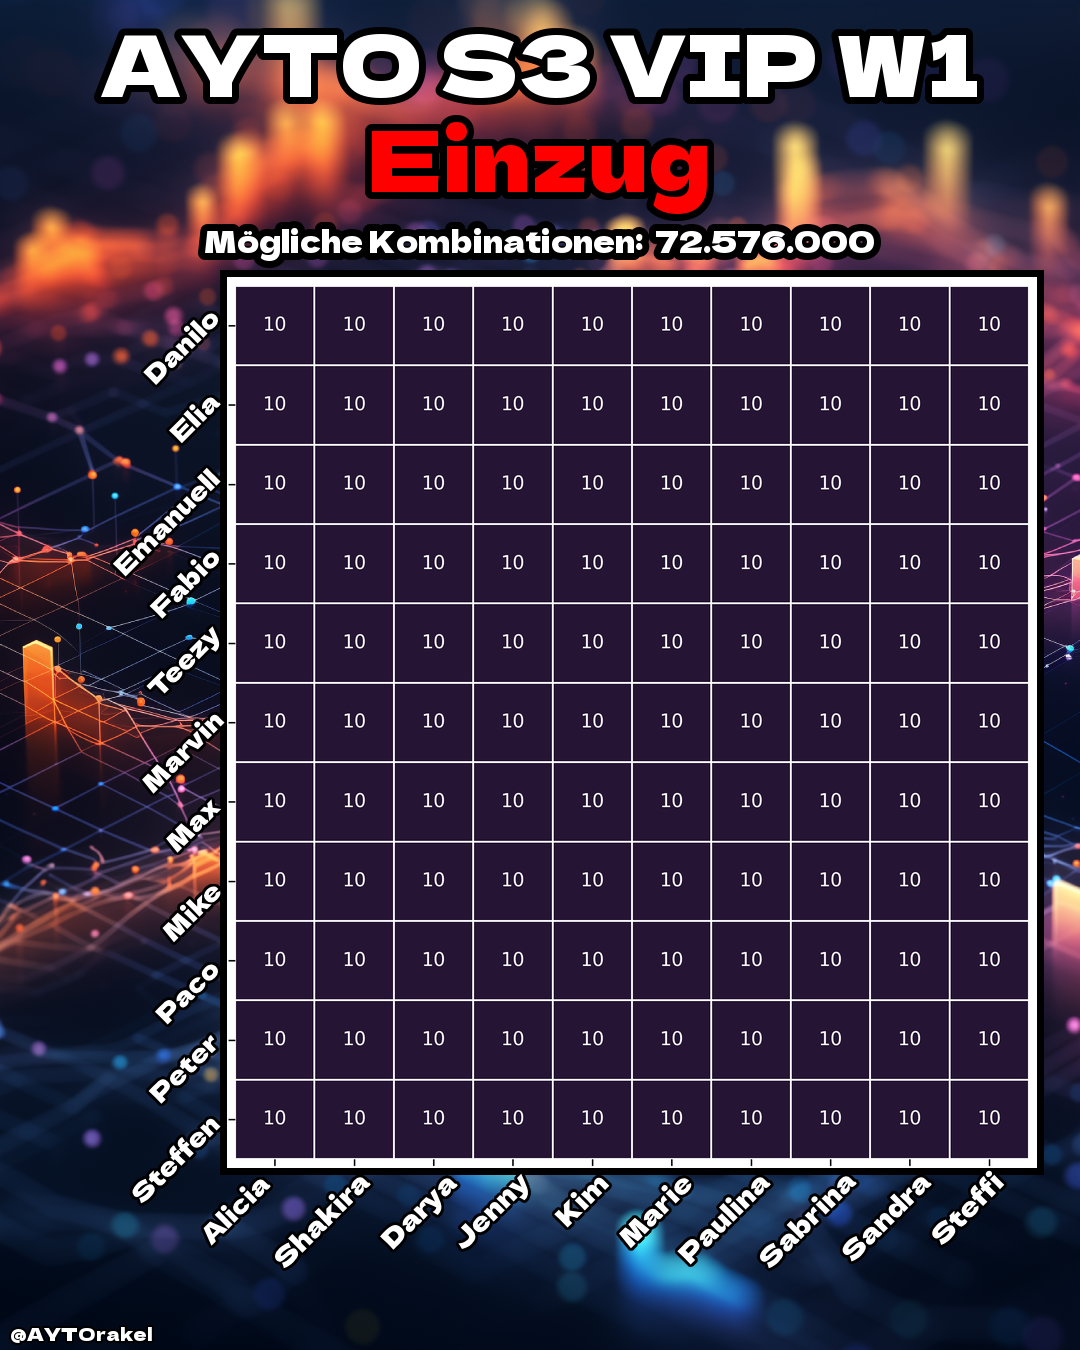 AYTO S3 VIP W1
Einzug
Mögliche Kombinationen: 72.576.000
Danilo 10 10 10 10 10 10 10 10 10 10
Elia 10 10 10 10 10 10 10 10 10 10
Emanuell 10 10 10 10 10 10 10 10 10 10
Fabio 10 10 10 10 10 10 10 10 10 10
Teezy 10 10 10 10 10 10 10 10 10 10
Marvin 10 10 10 10 10 10 10 10 10 10
Max 10 10 10 10 10 10 10 10 10 10
Mike 10 10 10 10 10 10 10 10 10 10
Paco 10 10 10 10 10 10 10 10 10 10
Peter 10 10 10 10 10 10 10 10 10 10
Steffen 10 10 10 10 10 10 10 10 10 10
Alicia Shakira Darya Jenny Kim Marie Paulina Sabrina Sandra Steffi
@AYTOrakel